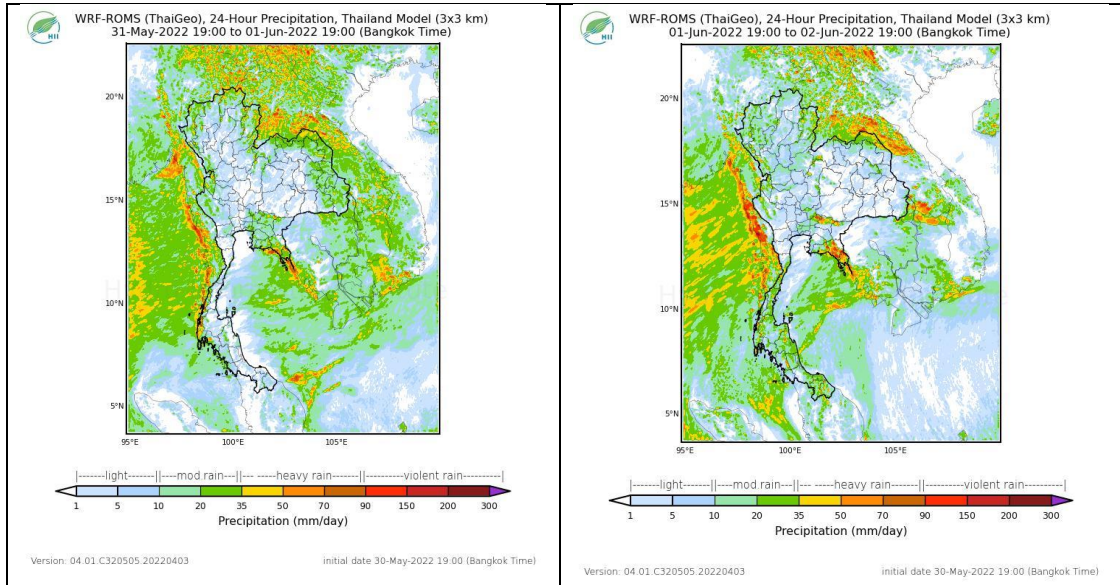 HII
WRF-ROMS (ThaiGeo), 24-Hour Precipitation, Thailand Model (3x3 km)
31-May-2022 19:00 to 01-Jun-2022 19:00 (Bangkok Time)
20°N
15°N
10°N
5°N
95°E 100°E 105°E
|-------light-------||----mod rain---||--- -----heavy rain-------||-----------violent rain-----------|
1 5 10 20 35 50 70 90 150 200 300
Precipitation (mm/day)
Version: 04.01.C320505.20220403 initial date 30-May-2022 19:00 (Bangkok Time)
HII
WRF-ROMS (ThaiGeo), 24-Hour Precipitation, Thailand Model (3x3 km)
01-Jun-2022 19:00 to 02-Jun-2022 19:00 (Bangkok Time)
20°N
15°N
10°N
5°N
95°E 100°E 105°E
|-------light-------||----mod rain---||--- -----heavy rain-------||-----------violent rain-----------|
1 5 10 20 35 50 70 90 150 200 300
Precipitation (mm/day)
Version: 04.01.C320505.20220403 initial date 30-May-2022 19:00 (Bangkok Time)